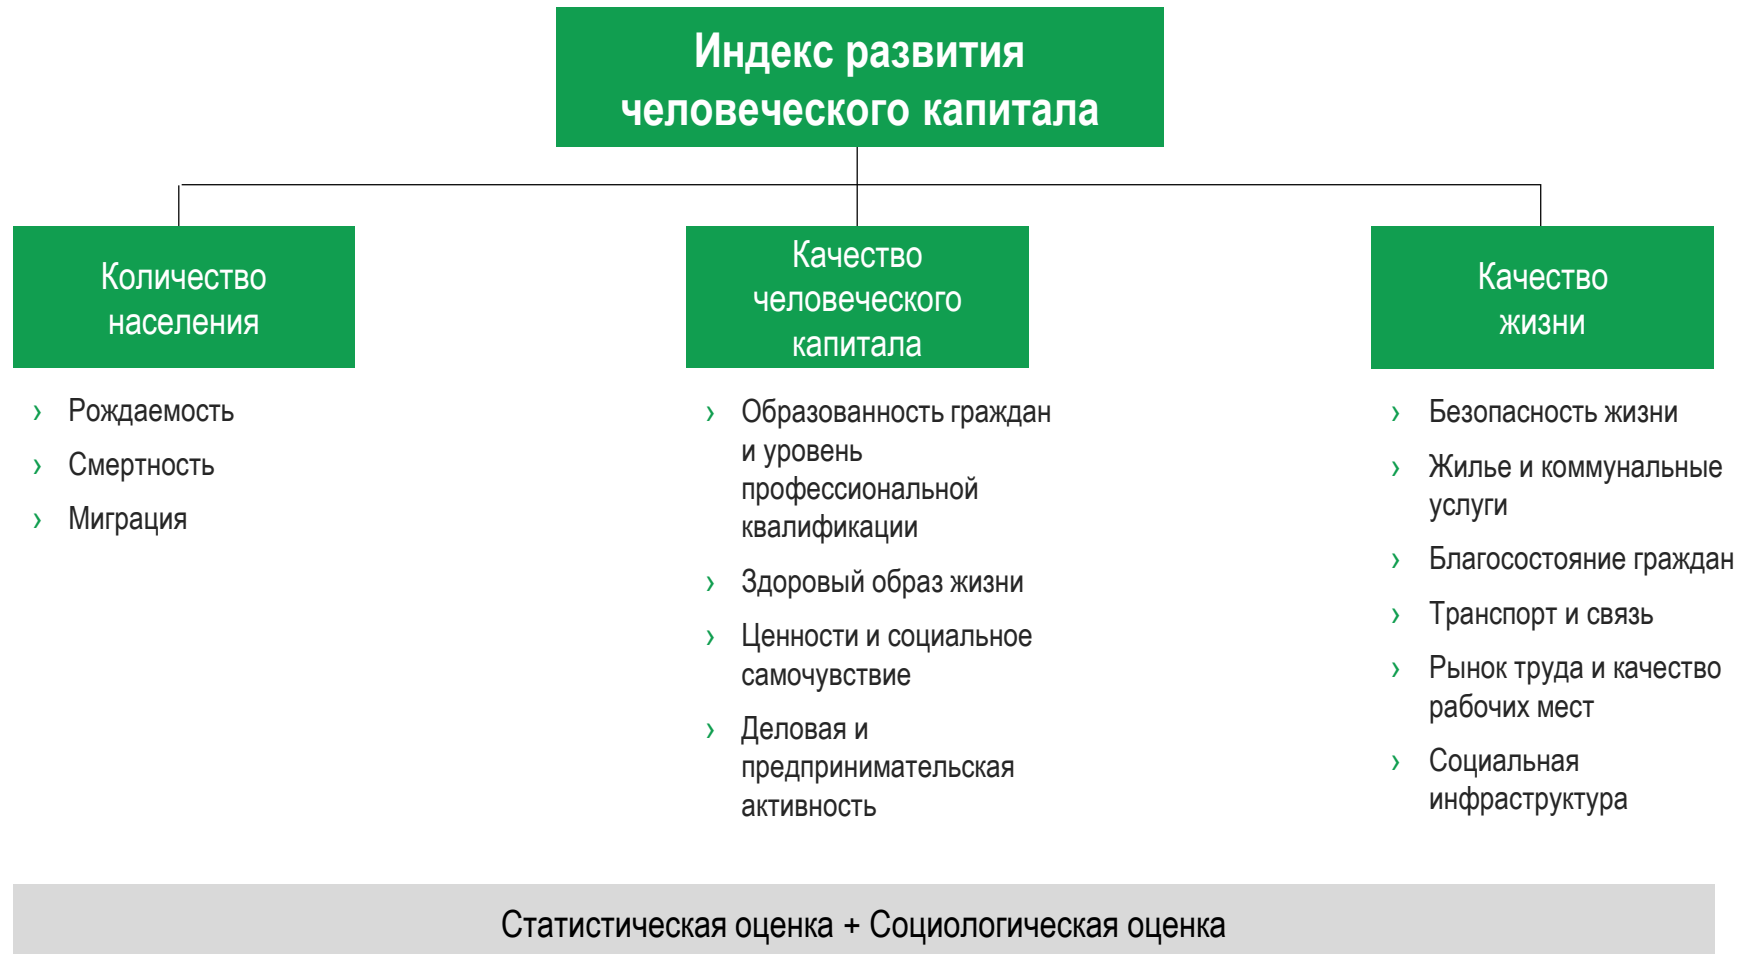 Индекс развития
человеческого капитала
Количество
населения
› Рождаемость
› Смертность
› Миграция
Качество
человеческого
капитала
› Образованность граждан
и уровень
профессиональной
квалификации
› Здоровый образ жизни
› Ценности и социальное
самочувствие
› Деловая и
предпринимательская
активность
Качество
жизни
› Безопасность жизни
› Жилье и коммунальные
услуги
› Благосостояние граждан
› Транспорт и связь
› Рынок труда и качество
рабочих мест
› Социальная
инфраструктура
Статистическая оценка + Социологическая оценка